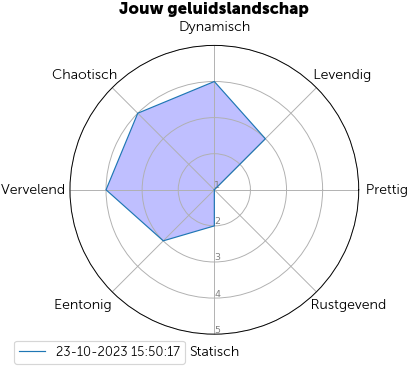 Jouw geluidslandschap
Dynamisch
Chaotisch
Levendig
Vervelend
1
Prettig
2
3
4
Eentonig
Rustgevend
5
23-10-2023 15:50:17
Statisch